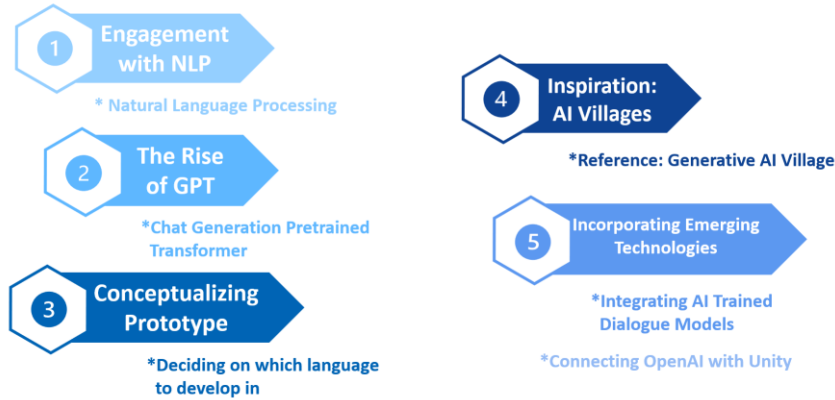 1
Engagement
with NLP
* Natural Language Processing
2
The Rise
of GPT
*Chat Generation Pretrained
Transformer
3
Conceptualizing
Prototype
*Deciding on which language
to develop in
4
Inspiration:
AI Villages
*Reference: Generative AI Village
5
Incorporating Emerging
Technologies
*Integrating AI Trained
Dialogue Models
*Connecting OpenAI with Unity